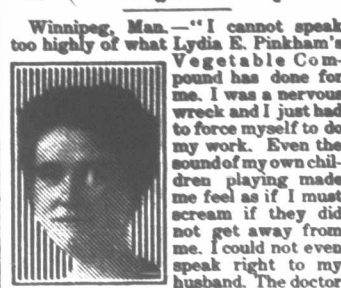 Winnipeg, Man.—"I cannot speak
too highly of what Lydia E. Pinkham's
Vegetable Com-
pound has done for
me. I was a nervous
wreck and I just had
to force myself to do
my work. Even the
sound of my own chil-
dren playing made
me feel as if I must
scream if they did
not get away from
me. I could not even
speak right to my
husband. The doctor